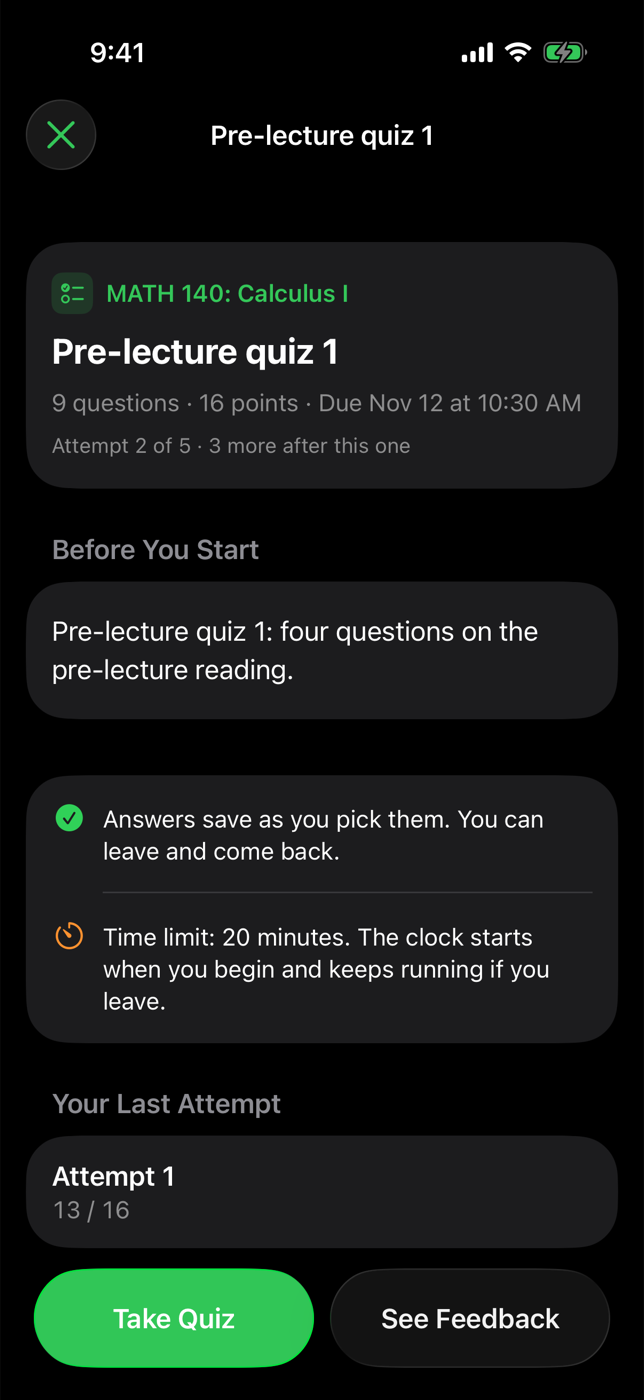 9:41
Pre-lecture quiz 1
MATH 140: Calculus I
Pre-lecture quiz 1
9 questions · 16 points · Due Nov 12 at 10:30 AM
Attempt 2 of 5 · 3 more after this one
Before You Start
Pre-lecture quiz 1: four questions on the
pre-lecture reading.
Answers save as you pick them. You can
leave and come back.
Time limit: 20 minutes. The clock starts
when you begin and keeps running if you
leave.
Your Last Attempt
Attempt 1
13 / 16
Take Quiz
See Feedback